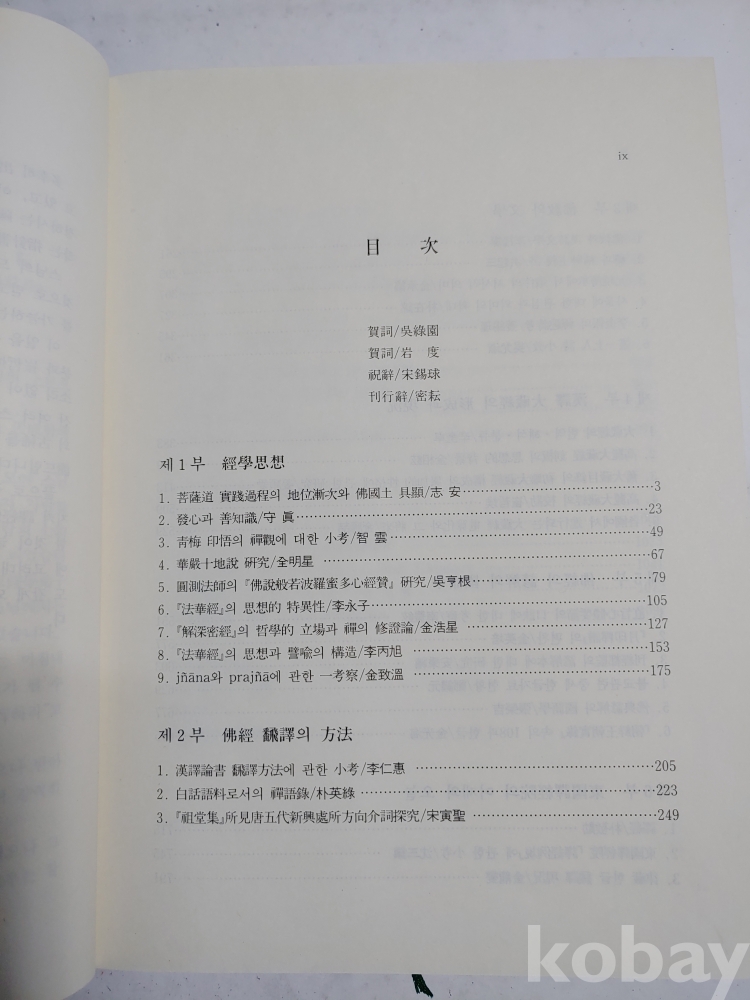 ix
目 次
賀詞/吳綠園
賀詞/岩 度
祝辭/宋錫球
刊行辭/密耘
제1부 經學思想
1. 菩薩道 實踐過程의 地位漸次와 佛國土 具顯/志 安 3
2. 發心과 善知識/守 眞 23
3. 靑梅 印悟의 禪觀에 대한 小考/智 雲 49
4. 華嚴十地說 硏究/全明星 67
5. 圓測法師의『佛說般若波羅蜜多心經贊』硏究/吳亨根 79
6.『法華經』의 思想的 特異性/李永子 105
7.『解深密經』의 哲學的 立場과 禪의 修證論/金浩星 127
8.『法華經』의 思想과 譬喩의 構造/李丙旭 153
9. jñāna와 prajñā에 관한 一考察/金致溫 175
제2부 佛經 飜譯의 方法
1. 漢譯論書 飜譯方法에 관한 小考/李仁惠 205
2. 白話語料로서의 禪語錄/朴英綠 223
3.『祖堂集』所見唐五代新興處所方向介詞探究/宋寅聖 249
kobay